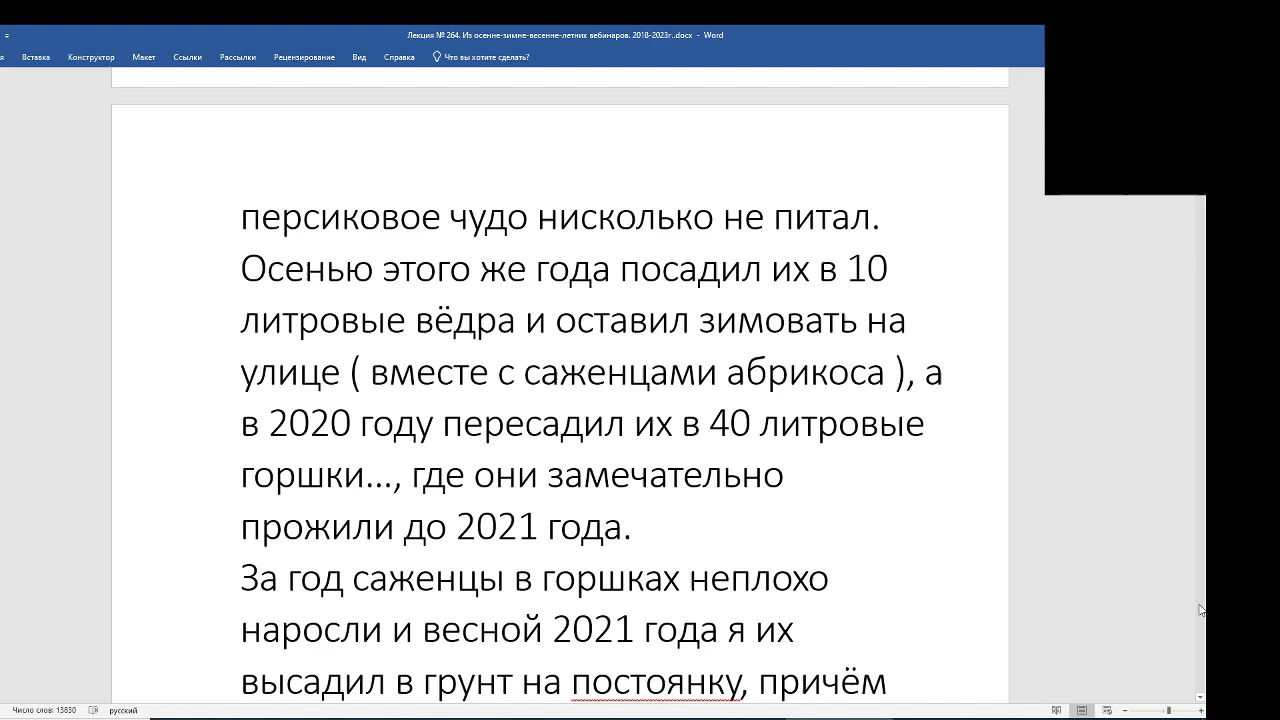 Лекция № 264. Из осенне-зимне-весенне-летних вебинаров. 2018-2023г..docx - Word
Вставка Конструктор Макет Ссылки Рассылки Рецензирование Вид Справка Что вы хотите сделать?
персиковое чудо нисколько не питал.
Осенью этого же года посадил их в 10
литровые вёдра и оставил зимовать на
улице ( вместе с саженцами абрикоса ), а
в 2020 году пересадил их в 40 литровые
горшки..., где они замечательно
прожили до 2021 года.
За год саженцы в горшках неплохо
наросли и весной 2021 года я их
высадил в грунт на постоянку, причём
Число слов: 13830 русский